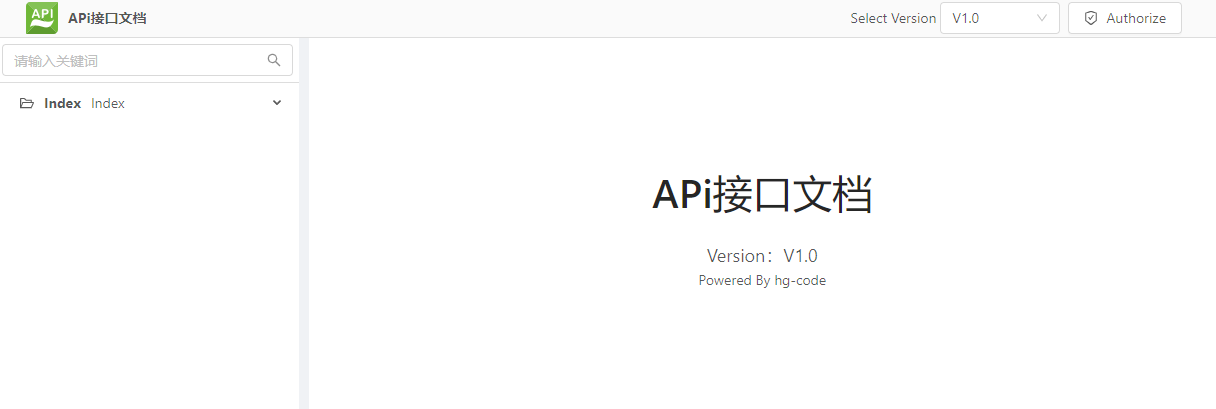 API
APi接口文档
Select Version
V1.0
Authorize
请输入关键词
Index Index
APi接口文档
Version：V1.0
Powered By hg-code